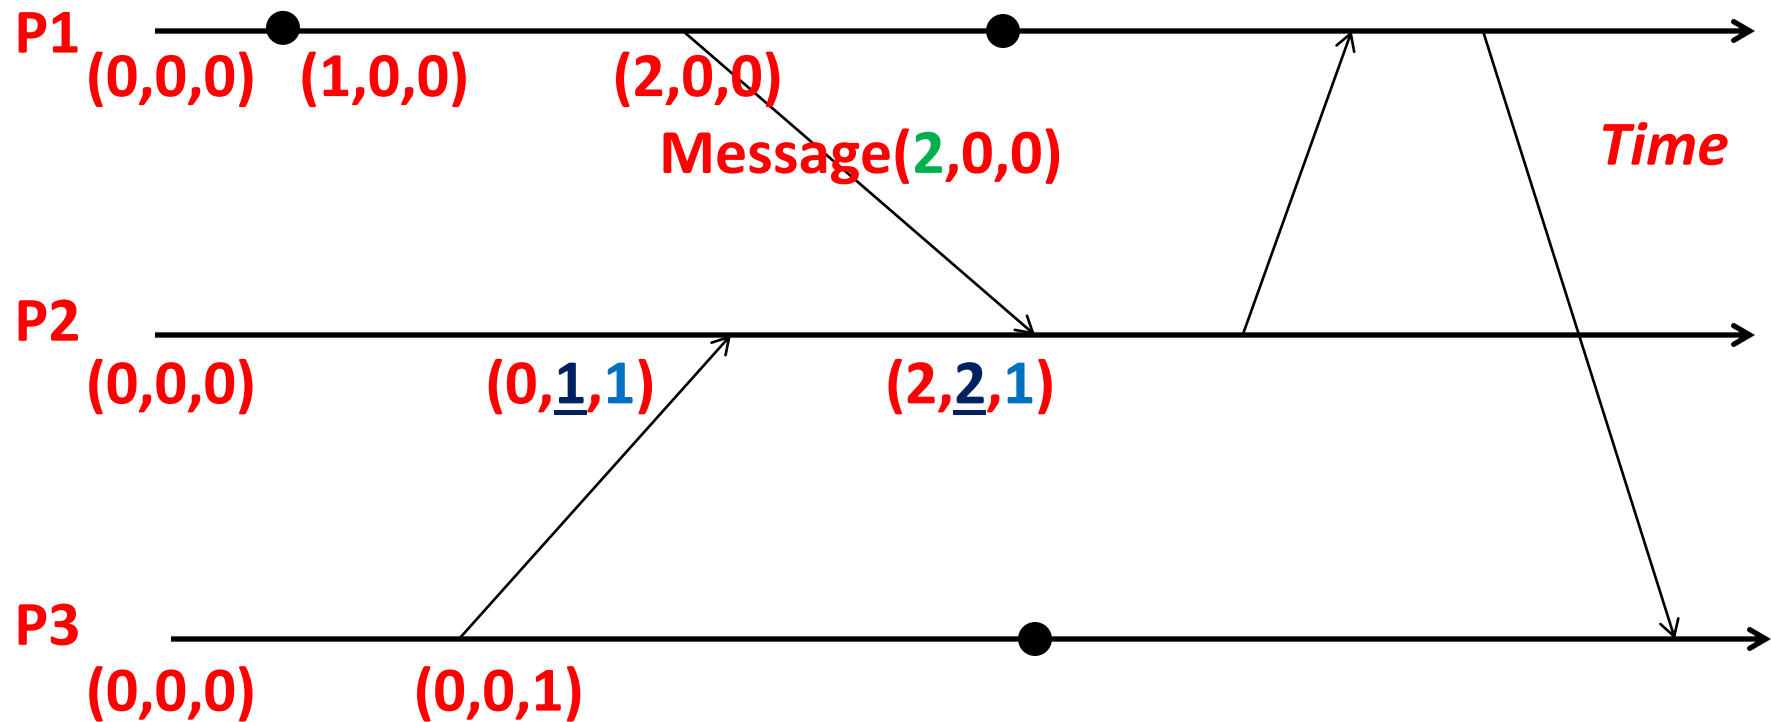 P1
(0,0,0) (1,0,0) (2,0,0)
Message(2,0,0)
Time
P2
(0,0,0) (0,1,1) (2,2,1)
P3
(0,0,0) (0,0,1)